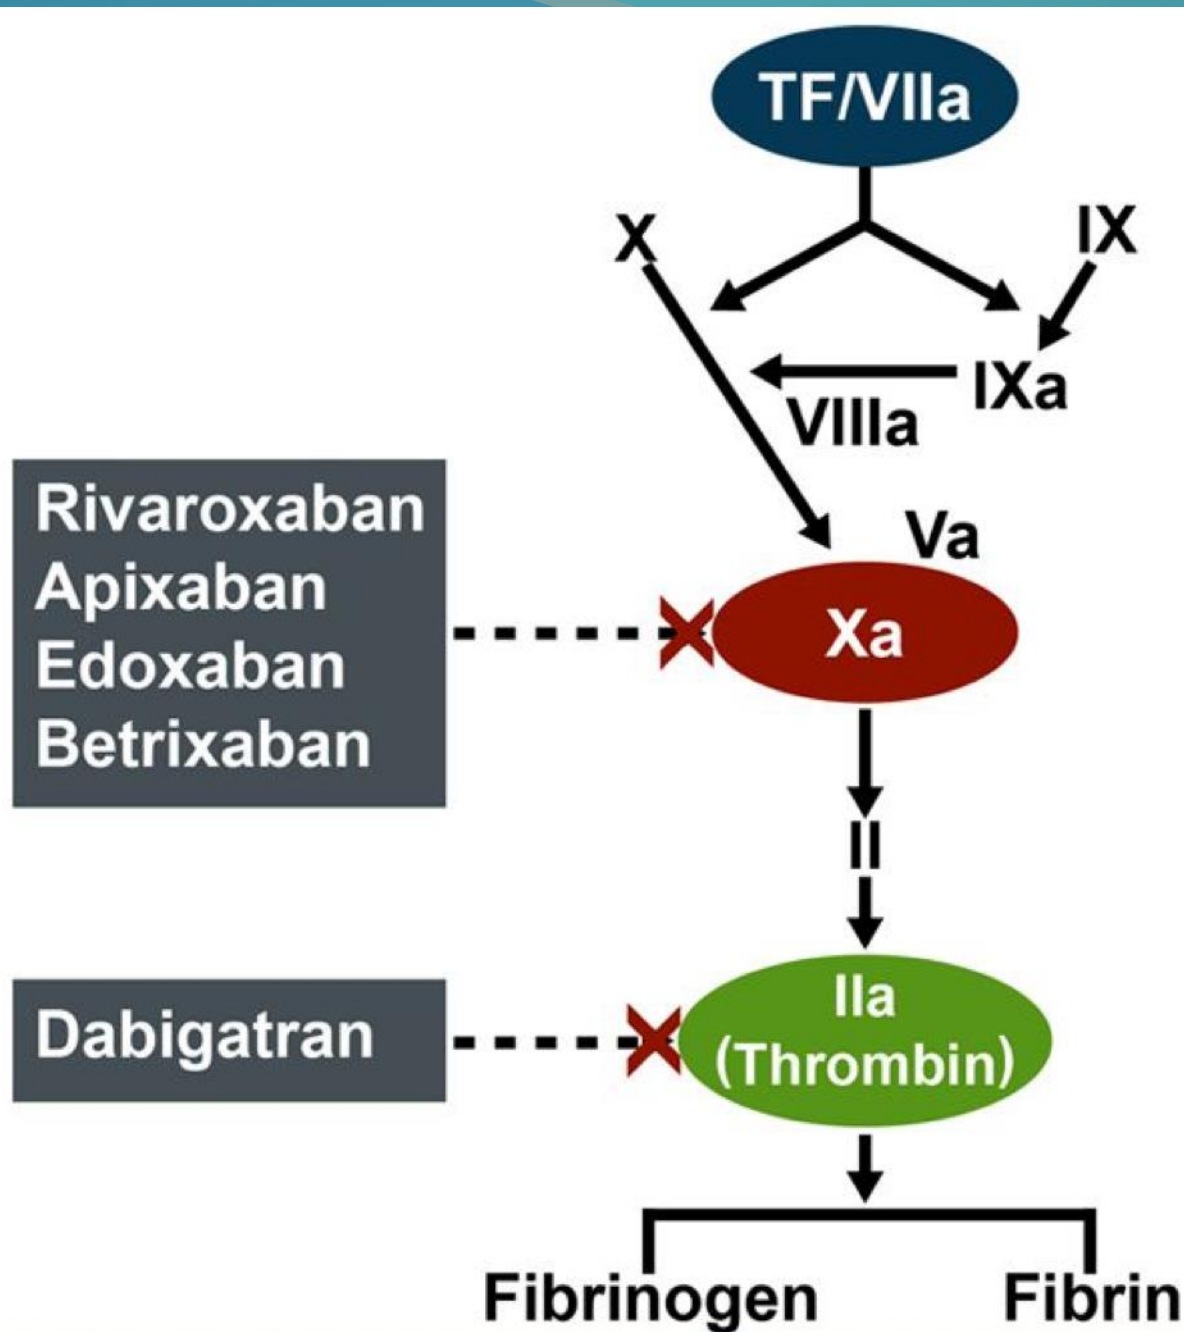 TF/VIIa
X
IX
IXa
VIIIa
Rivaroxaban
Apixaban
Edoxaban
Betrixaban
Va
Xa
II
Dabigatran
IIa
(Thrombin)
Fibrinogen
Fibrin